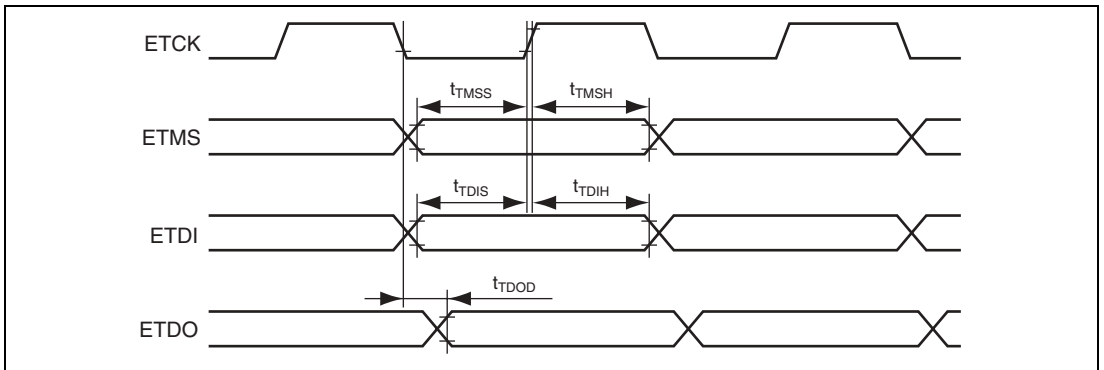 ETCK
tTMSS tTMSH
ETMS
tTDIS tTDIH
ETDI
tTDOD
ETDO